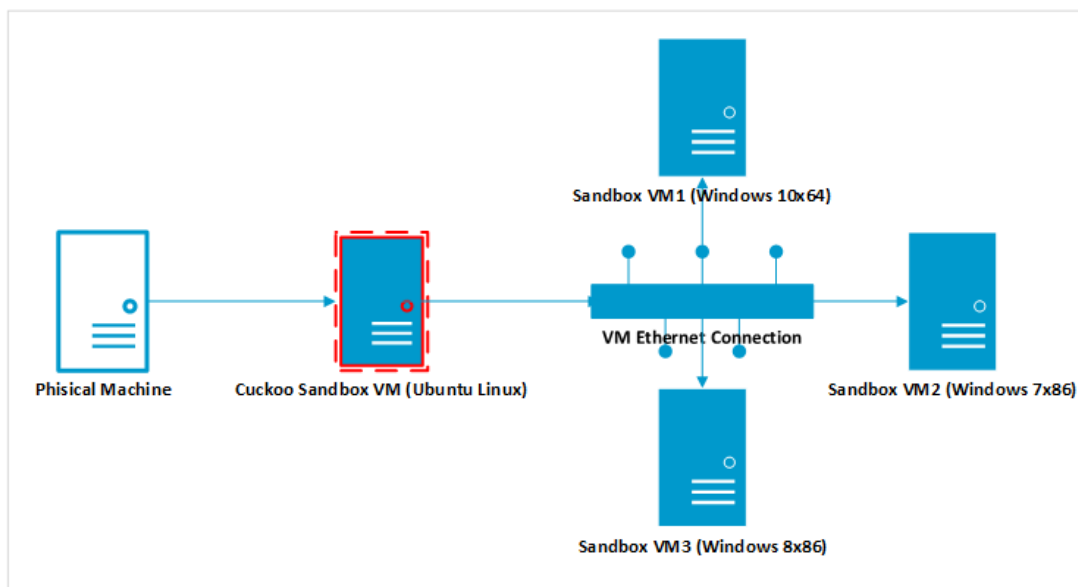 Sandbox VM1 (Windows 10x64)
VM Ethernet Connection
Phisical Machine
Cuckoo Sandbox VM (Ubuntu Linux)
Sandbox VM2 (Windows 7x86)
Sandbox VM3 (Windows 8x86)